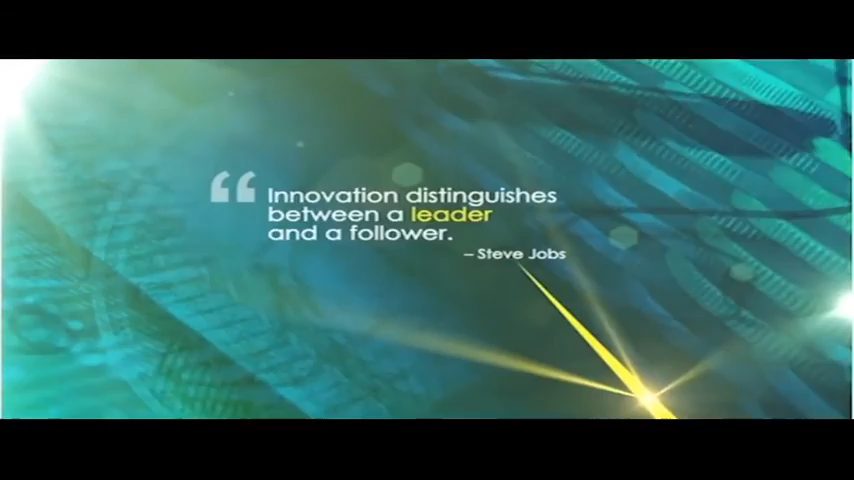 “ Innovation distinguishes
between a leader
and a follower.
– Steve Jobs